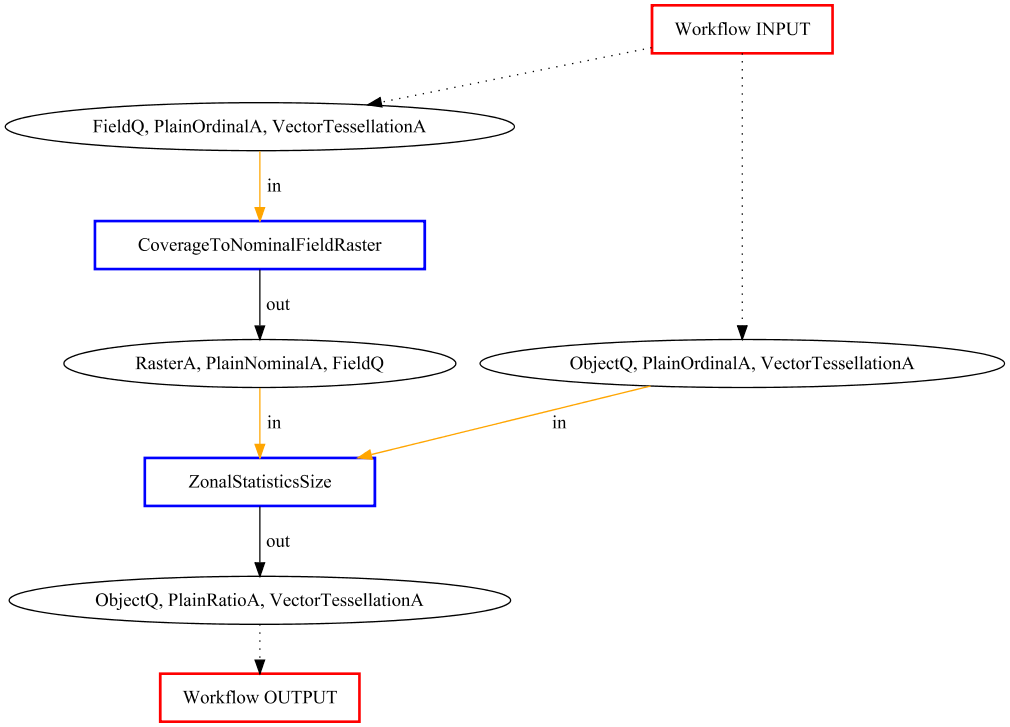 Workflow INPUT
FieldQ, PlainOrdinalA, VectorTessellationA
in
CoverageToNominalFieldRaster
out
RasterA, PlainNominalA, FieldQ
ObjectQ, PlainOrdinalA, VectorTessellationA
in
in
ZonalStatisticsSize
out
ObjectQ, PlainRatioA, VectorTessellationA
Workflow OUTPUT